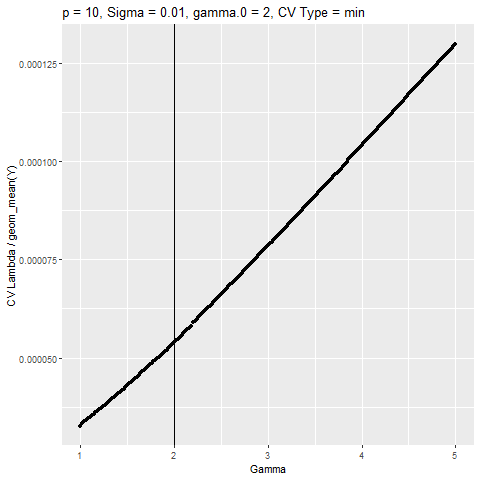 p = 10, Sigma = 0.01, gamma.0 = 2, CV Type = min
CV Lambda / geom_mean(Y)
0.000125
0.000100
0.000075
0.000050
1 2 3 4 5
Gamma